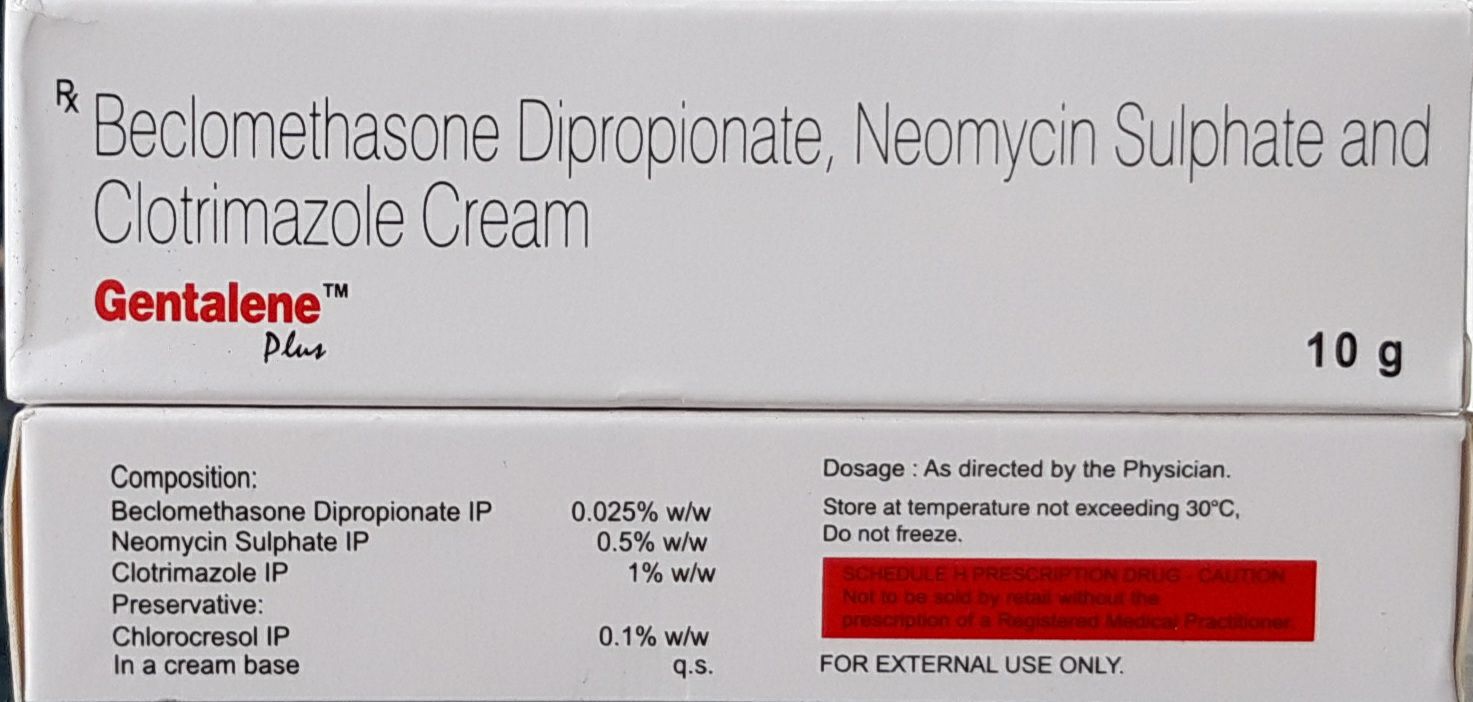 Rx Beclomethasone Dipropionate, Neomycin Sulphate and
Clotrimazole Cream
Gentalene™
Plus
10 g
Composition:
Beclomethasone Dipropionate IP 0.025% w/w
Neomycin Sulphate IP 0.5% w/w
Clotrimazole IP 1% w/w
Preservative:
Chlorocresol IP 0.1% w/w
In a cream base q.s.
Dosage : As directed by the Physician.
Store at temperature not exceeding 30°C,
Do not freeze.
SCHEDULE H PRESCRIPTION DRUG - CAUTION
Not to be sold by retail without the
prescription of a Registered Medical Practitioner.
FOR EXTERNAL USE ONLY.